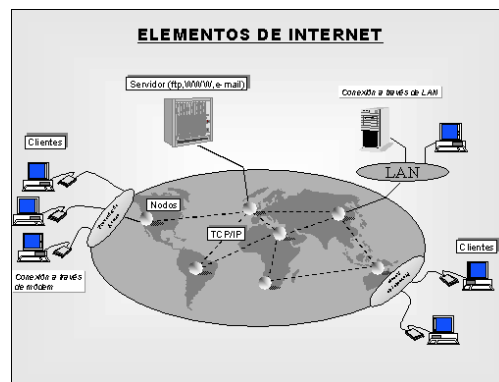 ELEMENTOS DE INTERNET
Servidor (ftp,WWW,e-mail)
Conexión a través de LAN
Clientes
LAN
Nodos
TCP/IP
Clientes
Conexión a través
de módem